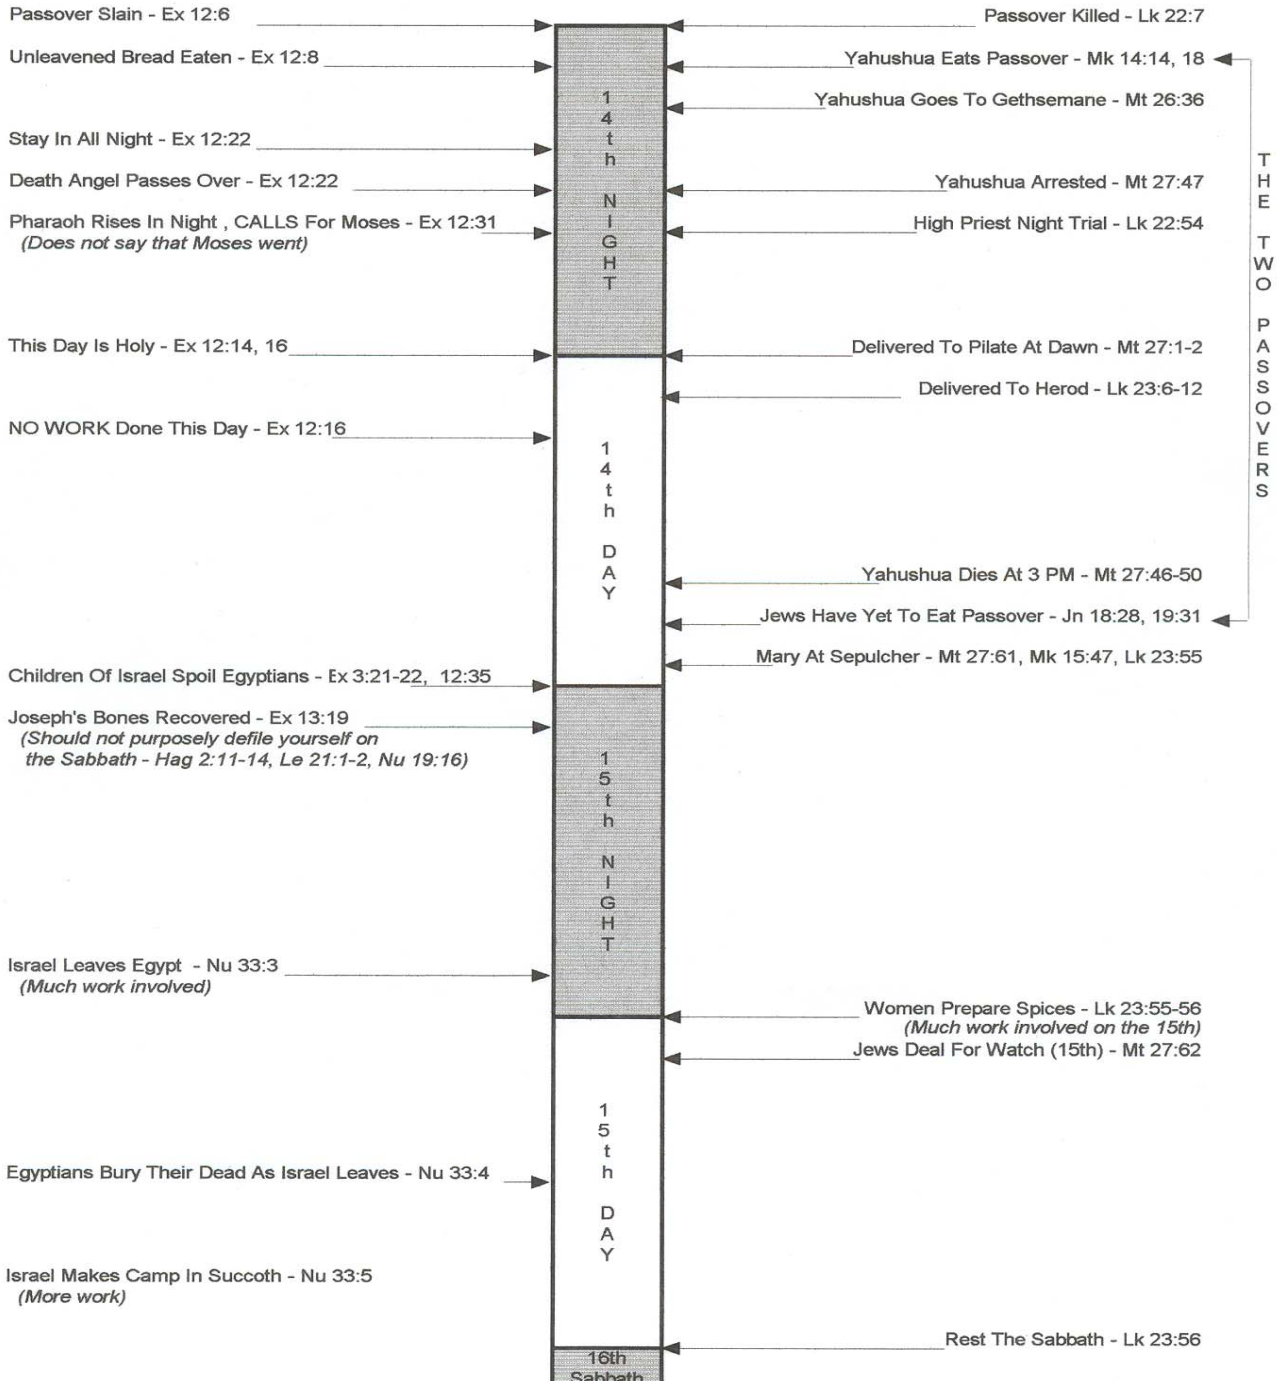 Passover Slain - Ex 12:6
Passover Killed - Lk 22:7
Unleavened Bread Eaten - Ex 12:8
Yahushua Eats Passover - Mk 14:14, 18
14th NIGHT
Yahushua Goes To Gethsemane - Mt 26:36
Stay In All Night - Ex 12:22
THE TWO PASSOVERS
Death Angel Passes Over - Ex 12:22
Yahushua Arrested - Mt 27:47
Pharaoh Rises In Night , CALLS For Moses - Ex 12:31
(Does not say that Moses went)
High Priest Night Trial - Lk 22:54
This Day Is Holy - Ex 12:14, 16
Delivered To Pilate At Dawn - Mt 27:1-2
Delivered To Herod - Lk 23:6-12
NO WORK Done This Day - Ex 12:16
14th DAY
Yahushua Dies At 3 PM - Mt 27:46-50
Jews Have Yet To Eat Passover - Jn 18:28, 19:31
Mary At Sepulcher - Mt 27:61, Mk 15:47, Lk 23:55
Children Of Israel Spoil Egyptians - Ex 3:21-22, 12:35
Joseph's Bones Recovered - Ex 13:19
(Should not purposely defile yourself on
the Sabbath - Hag 2:11-14, Le 21:1-2, Nu 19:16)
15th NIGHT
Israel Leaves Egypt - Nu 33:3
(Much work involved)
Women Prepare Spices - Lk 23:55-56
(Much work involved on the 15th)
Jews Deal For Watch (15th) - Mt 27:62
15th DAY
Egyptians Bury Their Dead As Israel Leaves - Nu 33:4
Israel Makes Camp In Succoth - Nu 33:5
(More work)
Rest The Sabbath - Lk 23:56
16th
Sabbath